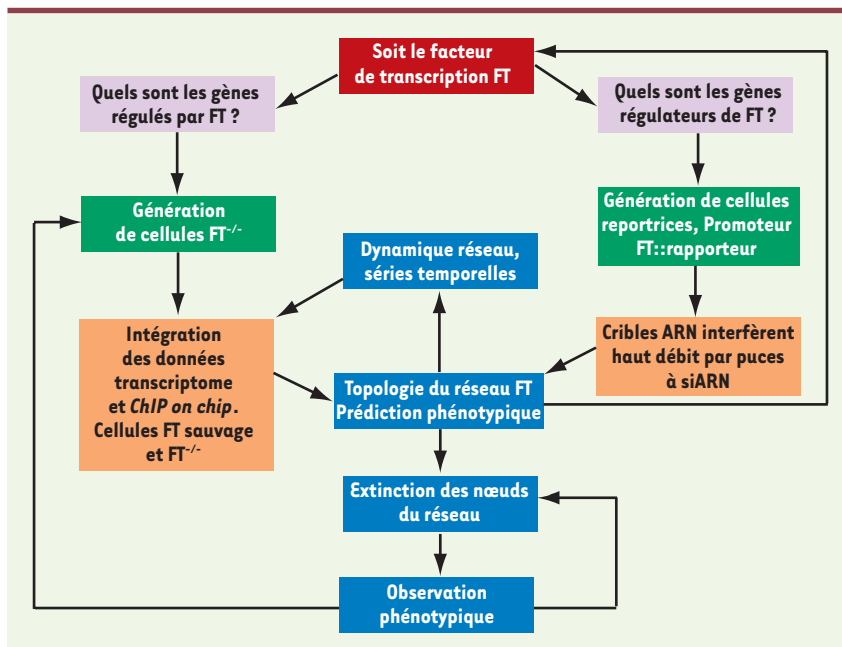 Soit le facteur
de transcription FT
Quels sont les gènes
régulés par FT ?
Quels sont les gènes
régulateurs de FT ?
Génération
de cellules FT-/-
Génération de cellules
reportrices, Promoteur
FT::rapporteur
Dynamique réseau,
séries temporelles
Intégration
des données
transcriptome
et ChIP on chip.
Cellules FT sauvage
et FT-/-
Cribles ARN interfèrent
haut débit par puces
à siARN
Topologie du réseau FT
Prédiction phénotypique
Extinction des nœuds
du réseau
Observation
phénotypique